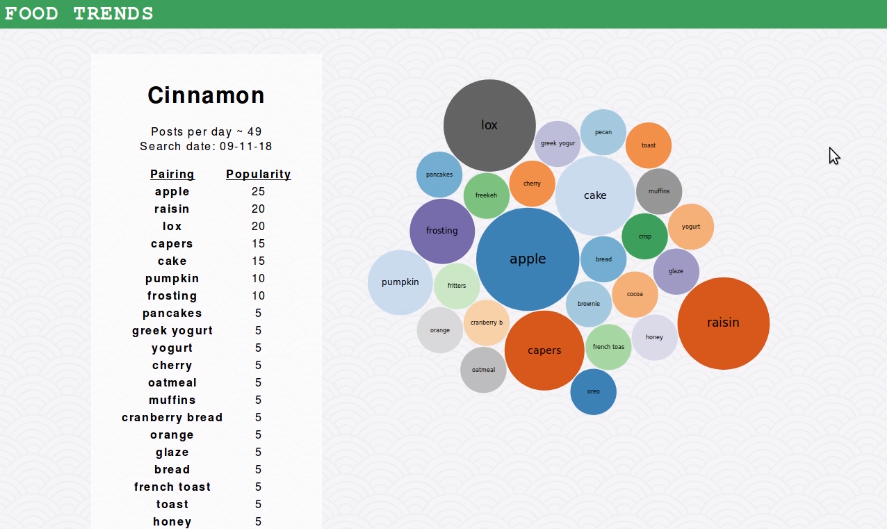 FOOD TRENDS
Cinnamon
Posts per day ~ 49
Search date: 09-11-18
Pairing Popularity
apple 25
raisin 20
lox 20
capers 15
cake 15
pumpkin 10
frosting 10
pancakes 5
greek yogurt 5
yogurt 5
cherry 5
oatmeal 5
muffins 5
cranberry bread 5
orange 5
glaze 5
bread 5
french toast 5
toast 5
honey 5
lox
greek yogur
pecan
toast
pancakes
freekeh
cherry
cake
muffins
frosting
crisp
yogurt
apple
bread
glaze
pumpkin
fritters
brownie
cocoa
orange
cranberry b
raisin
capers
french toas
honey
oatmeal
oreo